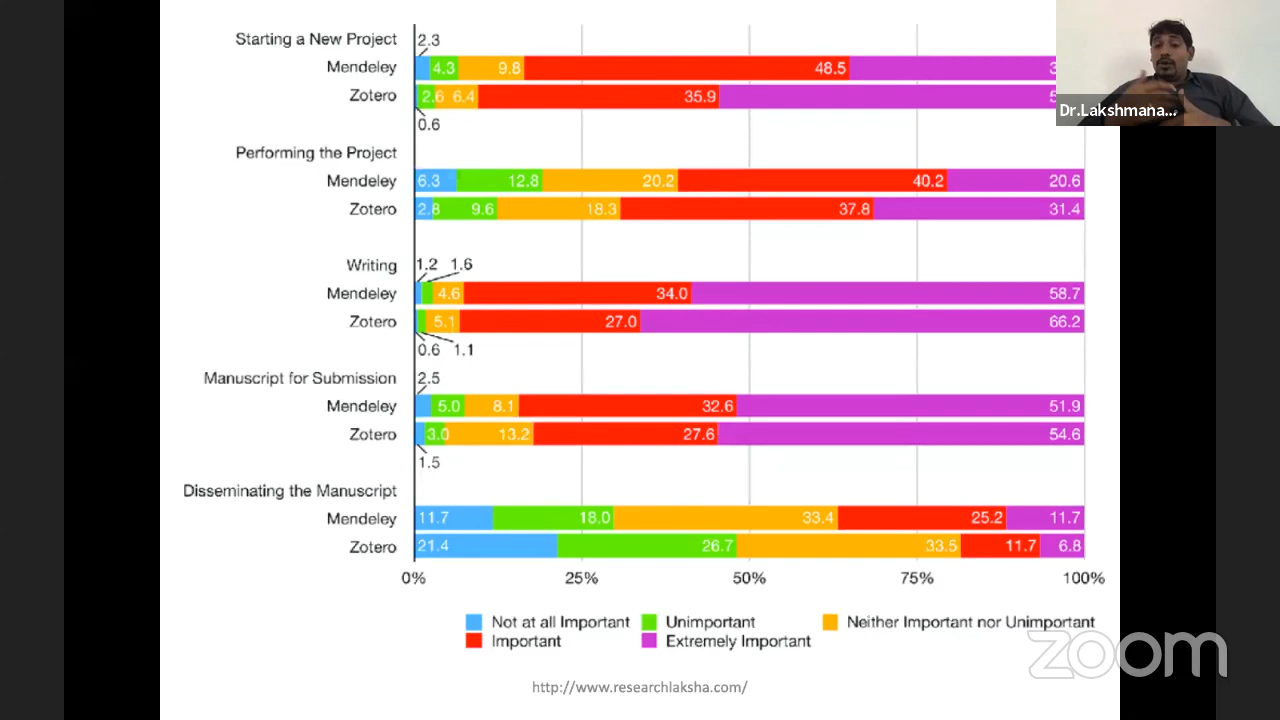 Starting a New Project 2.3
Mendeley 4.3 9.8 48.5
Zotero 2.6 6.4 35.9
0.6
Dr.Lakshmana...
Performing the Project
Mendeley 6.3 12.8 20.2 40.2 20.6
Zotero 2.8 9.6 18.3 37.8 31.4
Writing 1.2 1.6
Mendeley 4.6 34.0 58.7
Zotero 5.1 27.0 66.2
0.6 1.1
Manuscript for Submission 2.5
Mendeley 5.0 8.1 32.6 51.9
Zotero 3.0 13.2 27.6 54.6
1.5
Disseminating the Manuscript
Mendeley 11.7 18.0 33.4 25.2 11.7
Zotero 21.4 26.7 33.5 11.7 6.8
0% 25% 50% 75% 100%
Not at all Important Unimportant Neither Important nor Unimportant
Important Extremely Important
zoom
http://www.researchlaksha.com/